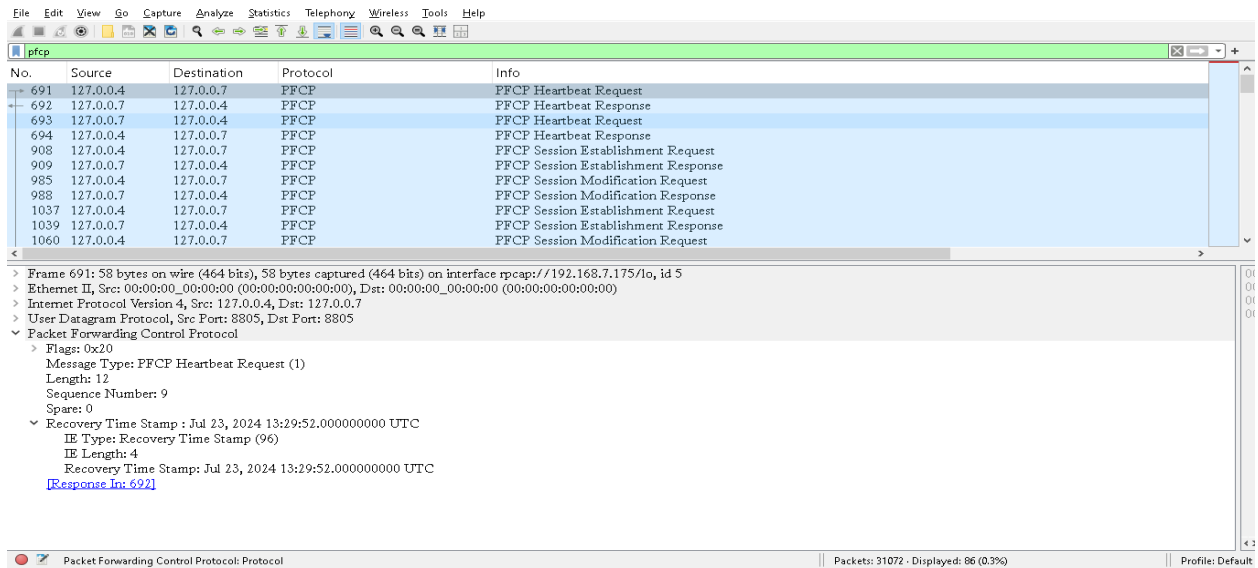 File Edit View Go Capture Analyze Statistics Telephony Wireless Tools Help
pfcp
No. Source Destination Protocol Info
691 127.0.0.4 127.0.0.7 PFCP PFCP Heartbeat Request
692 127.0.0.7 127.0.0.4 PFCP PFCP Heartbeat Response
693 127.0.0.7 127.0.0.4 PFCP PFCP Heartbeat Request
694 127.0.0.4 127.0.0.7 PFCP PFCP Heartbeat Response
908 127.0.0.4 127.0.0.7 PFCP PFCP Session Establishment Request
909 127.0.0.7 127.0.0.4 PFCP PFCP Session Establishment Response
985 127.0.0.4 127.0.0.7 PFCP PFCP Session Modification Request
988 127.0.0.7 127.0.0.4 PFCP PFCP Session Modification Response
1037 127.0.0.4 127.0.0.7 PFCP PFCP Session Establishment Request
1039 127.0.0.7 127.0.0.4 PFCP PFCP Session Establishment Response
1060 127.0.0.4 127.0.0.7 PFCP PFCP Session Modification Request
Frame 691: 58 bytes on wire (464 bits), 58 bytes captured (464 bits) on interface rpcap://192.168.7.175/lo, id 5
Ethernet II, Src: 00:00:00_00:00:00 (00:00:00:00:00:00), Dst: 00:00:00_00:00:00 (00:00:00:00:00:00)
Internet Protocol Version 4, Src: 127.0.0.4, Dst: 127.0.0.7
User Datagram Protocol, Src Port: 8805, Dst Port: 8805
Packet Forwarding Control Protocol
Flags: 0x20
Message Type: PFCP Heartbeat Request (1)
Length: 12
Sequence Number: 9
Spare: 0
Recovery Time Stamp : Jul 23, 2024 13:29:52.000000000 UTC
IE Type: Recovery Time Stamp (96)
IE Length: 4
Recovery Time Stamp: Jul 23, 2024 13:29:52.000000000 UTC
[Response In: 692]
Packet Forwarding Control Protocol: Protocol Packets: 31072 · Displayed: 86 (0.3%) Profile: Default